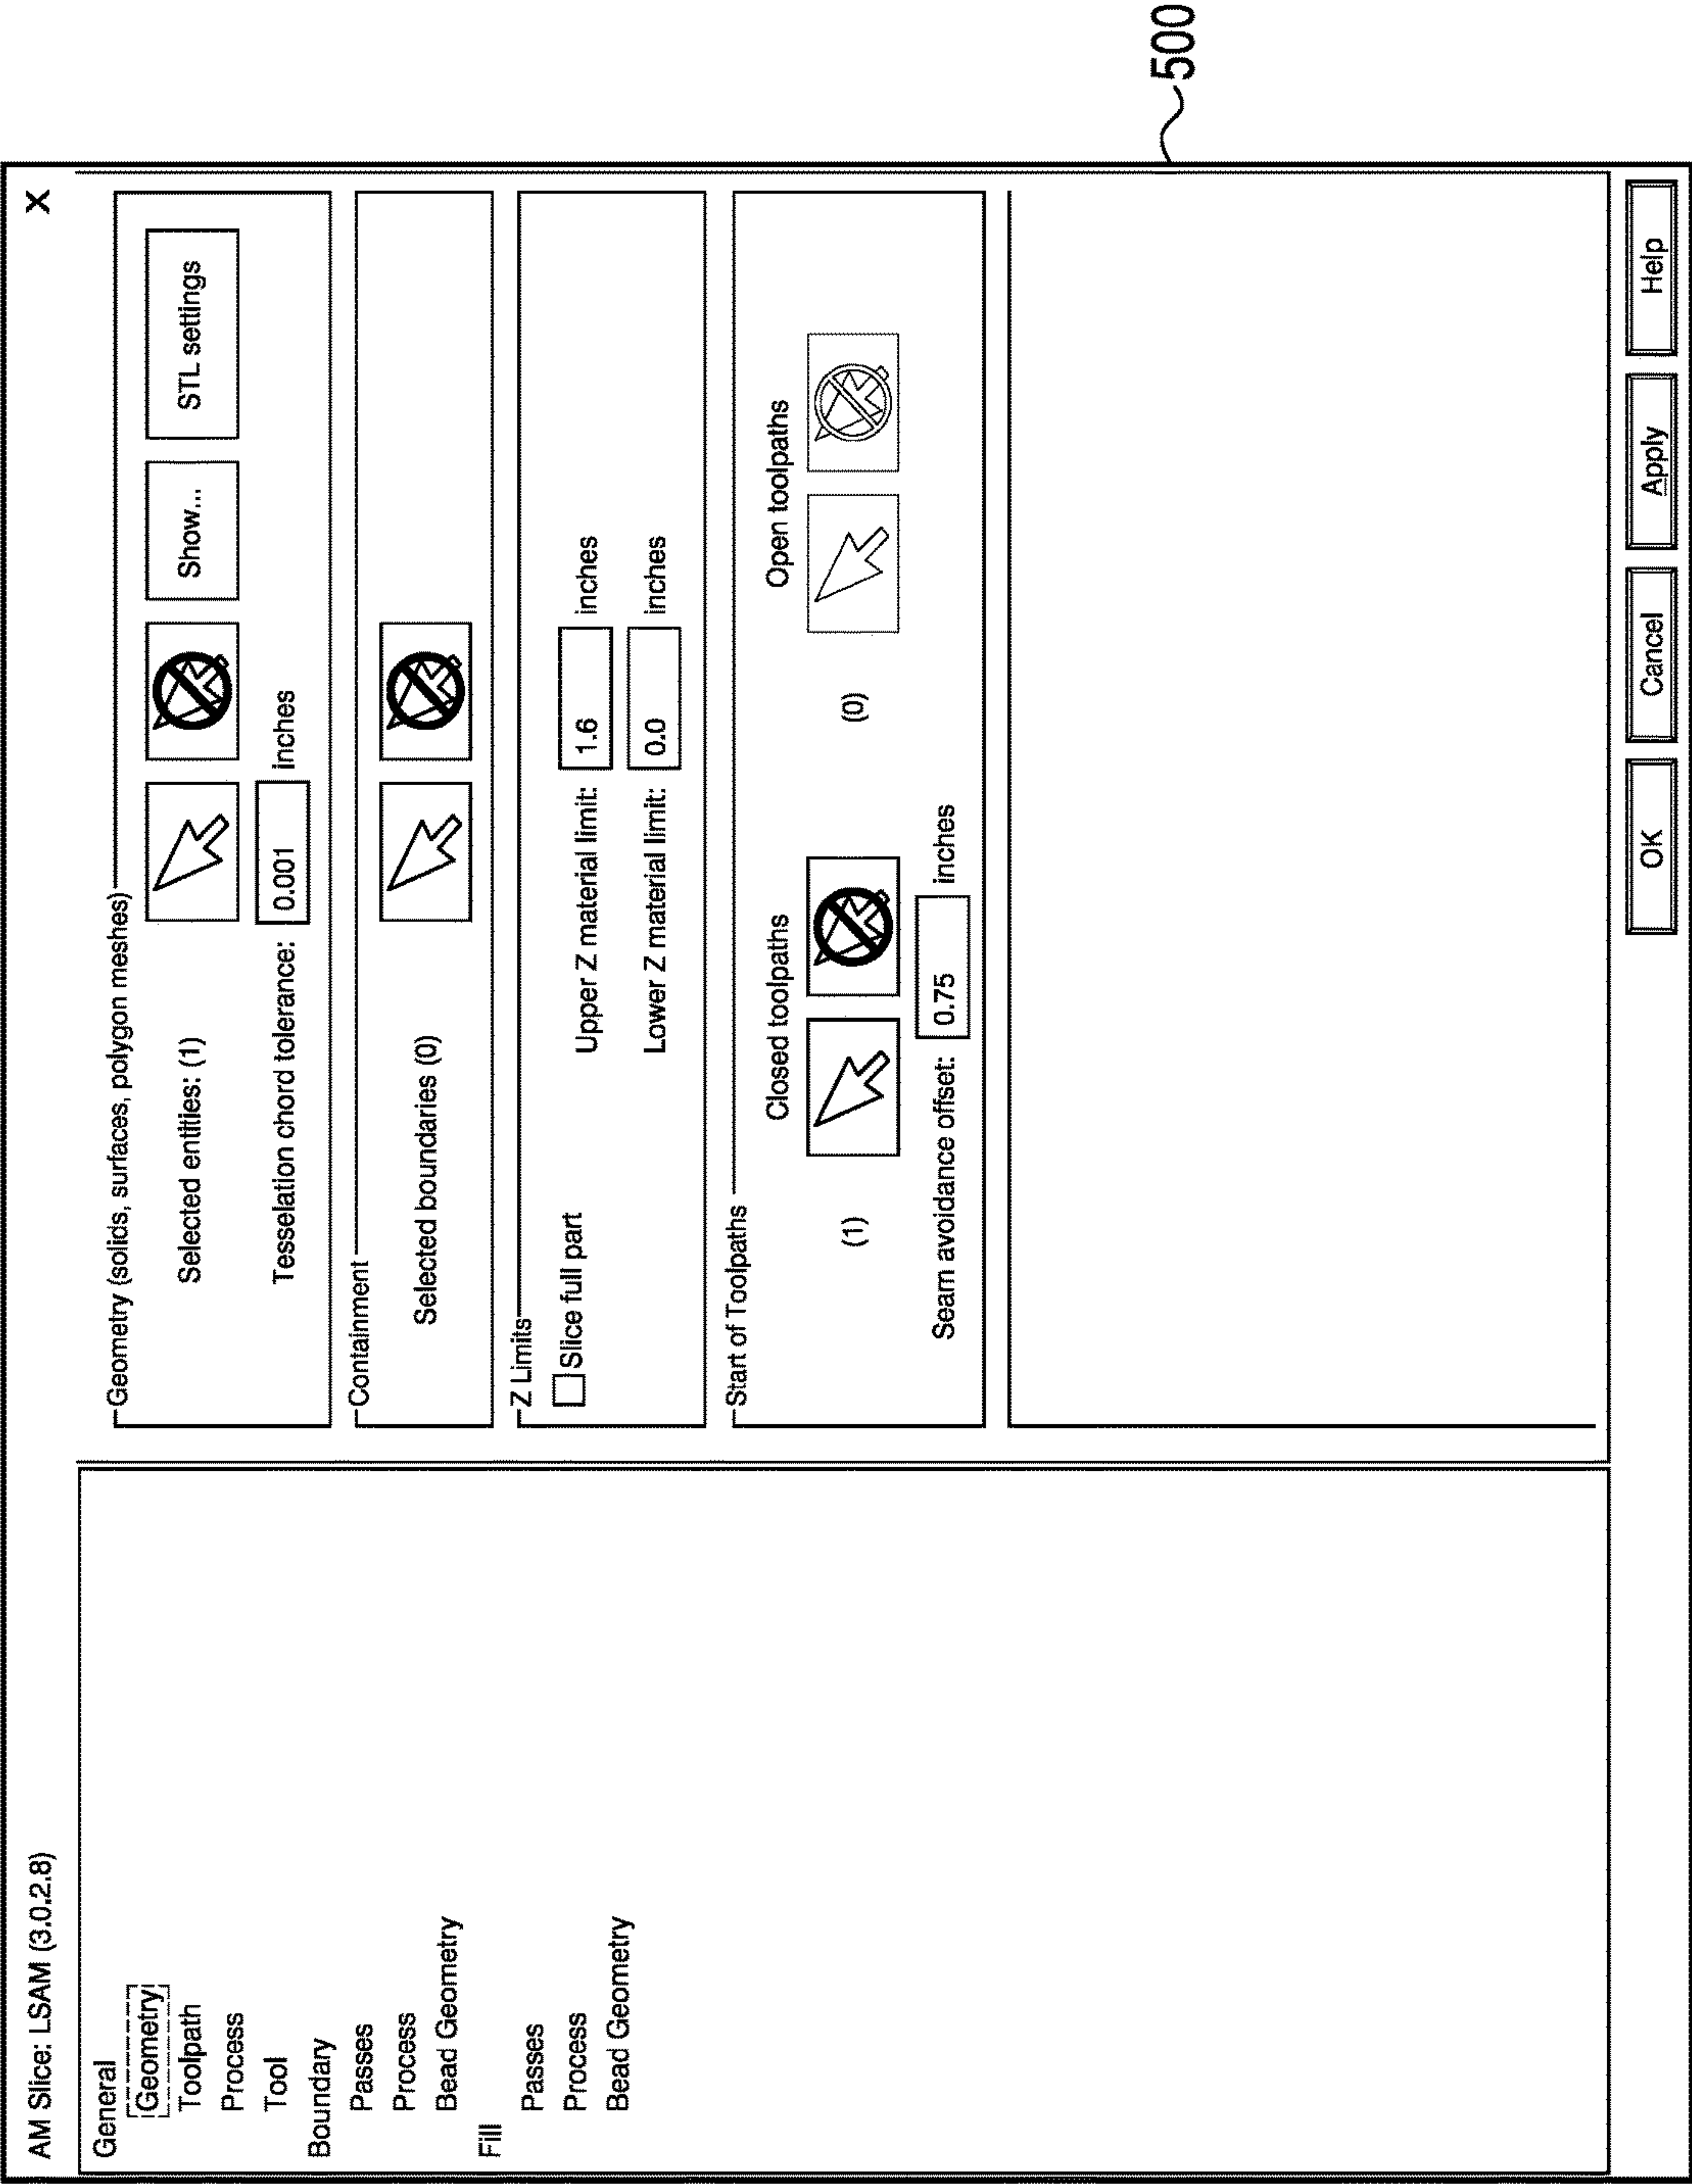 AM Slice: LSAM (3.0.2.8)
X
General
Geometry
Toolpath
Process
Tool
Boundary
Passes
Process
Bead Geometry
Fill
Passes
Process
Bead Geometry
Geometry (solids, surfaces, polygon meshes)
Selected entities: (1)
Show...
STL settings
Tesselation chord tolerance: 0.001 inches
Containment
Selected boundaries (0)
Z Limits
Slice full part
Upper Z material limit: 1.6 inches
Lower Z material limit: 0.0 inches
Start of Toolpaths
Closed toolpaths Open toolpaths
(1) (0)
Seam avoidance offset: 0.75 inches
OK Cancel Apply Help
500